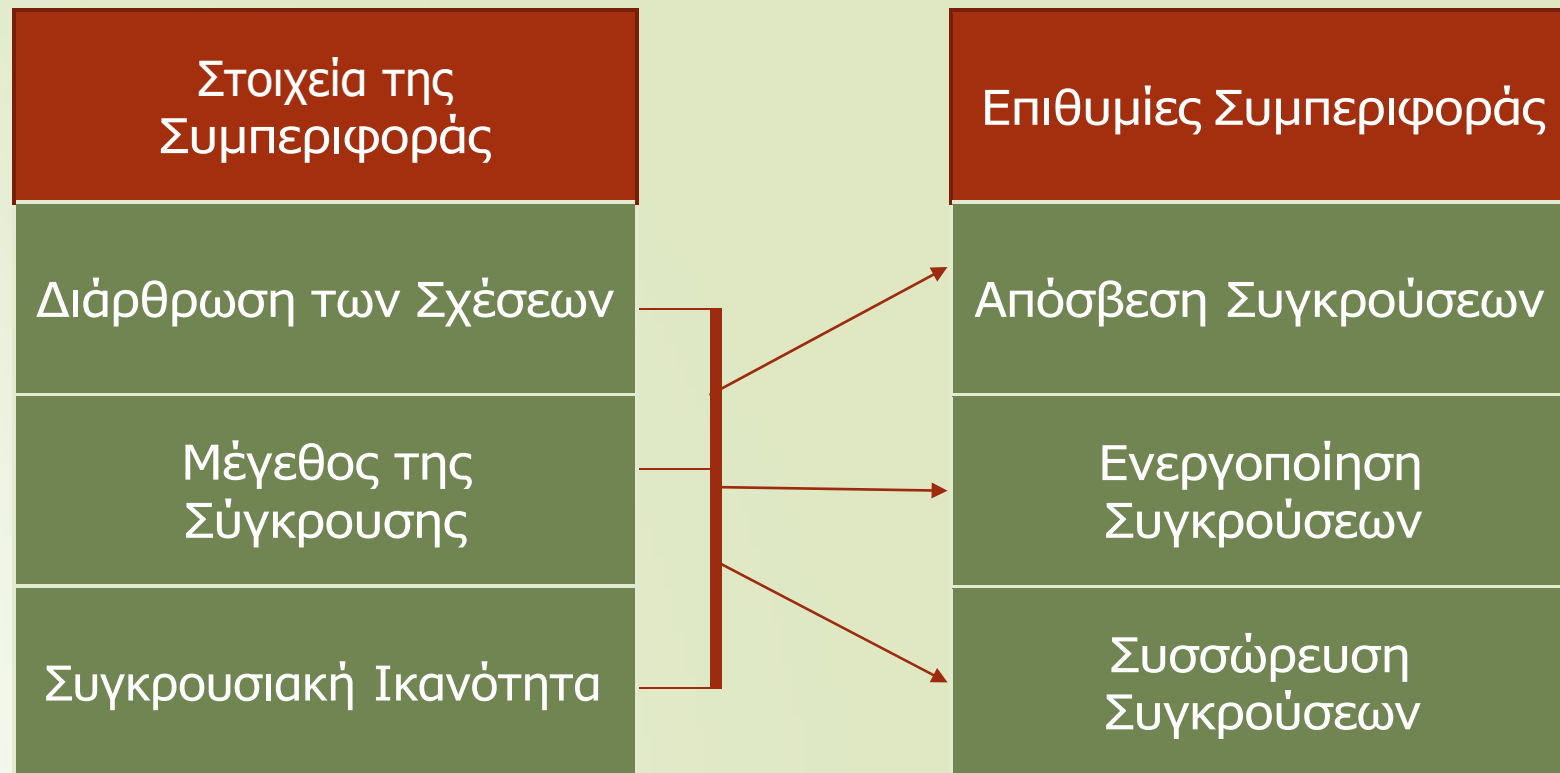 Στοιχεία της
Συμπεριφοράς
Διάρθρωση των Σχέσεων
Μέγεθος της
Σύγκρουσης
Συγκρουσιακή Ικανότητα
Επιθυμίες Συμπεριφοράς
Απόσβεση Συγκρούσεων
Ενεργοποίηση
Συγκρούσεων
Συσσώρευση
Συγκρούσεων